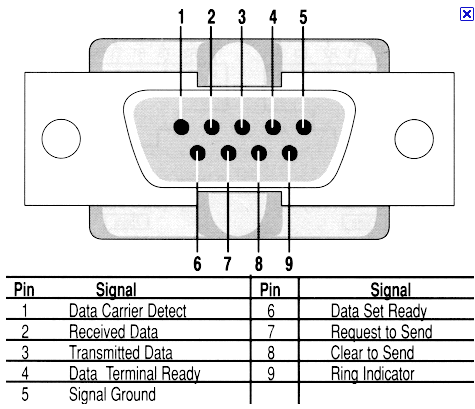 1 2 3 4 5
6 7 8 9
Pin Signal Pin Signal
1 Data Carrier Detect 6 Data Set Ready
2 Received Data 7 Request to Send
3 Transmitted Data 8 Clear to Send
4 Data Terminal Ready 9 Ring Indicator
5 Signal Ground